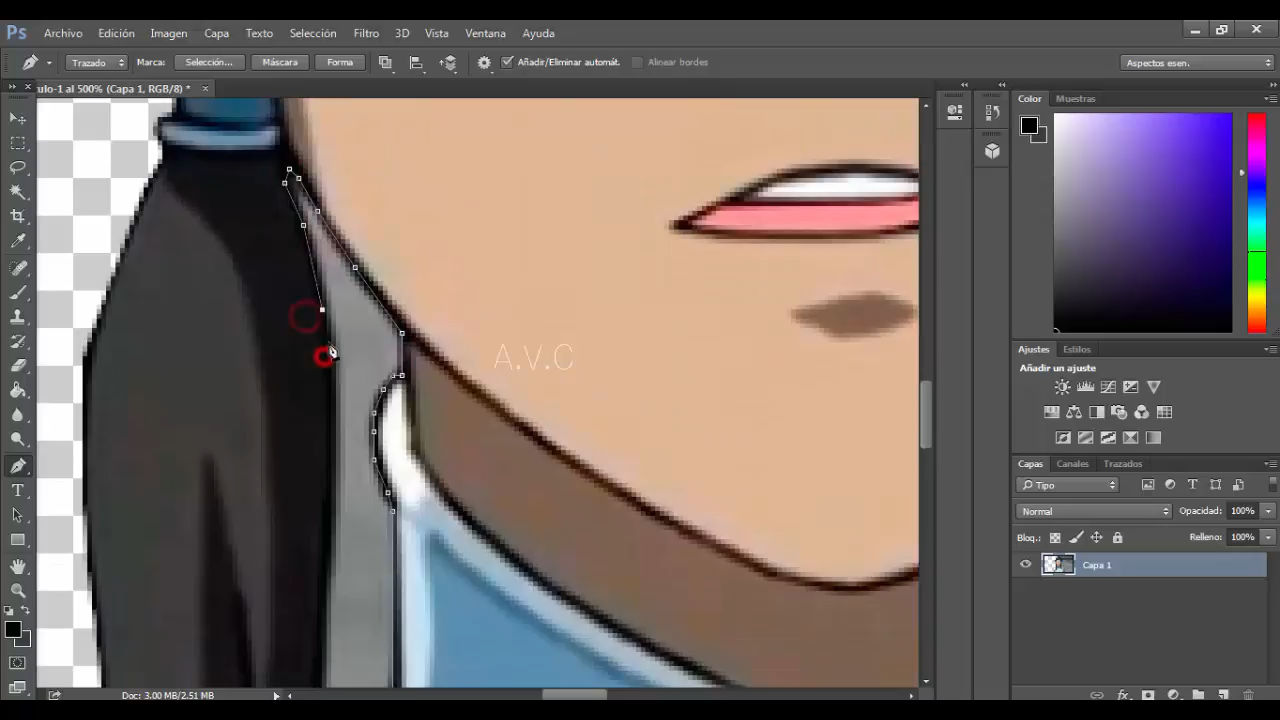 Ps Archivo Edición Imagen Capa Texto Selección Filtro 3D Vista Ventana Ayuda
Trazado Marca: Selección... Máscara Forma Añadir/Eliminar automát. Alinear bordes Aspectos esen.
ulo-1 al 500% (Capa 1, RGB/8) *
Color Muestras
A.V.C
Ajustes Estilos
Añadir un ajuste
Capas Canales Trazados
Tipo
Normal Opacidad: 100%
Bloq.: Relleno: 100%
Capa 1
Doc: 3.00 MB/2.51 MB